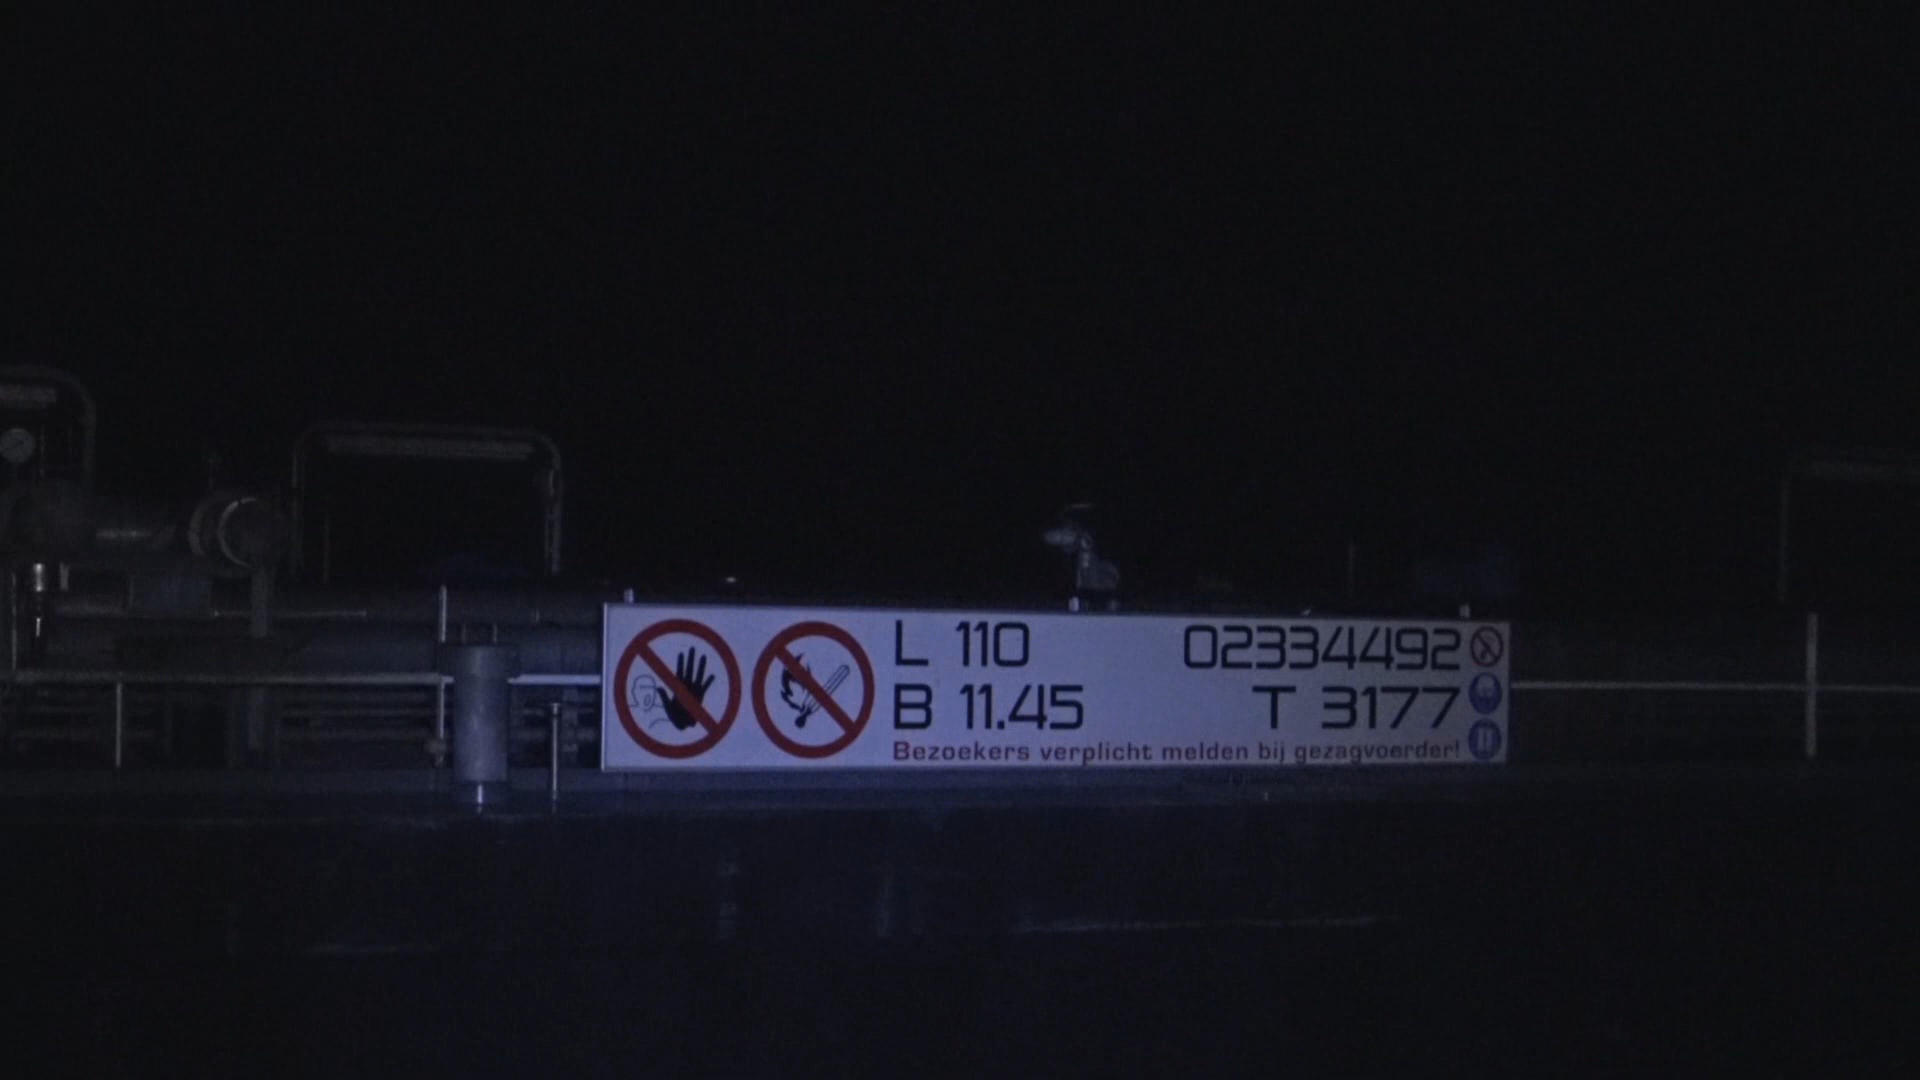 L 110
B 11.45
02334492
T 3177
Bezoekers verplicht melden bij gezagvoerder!